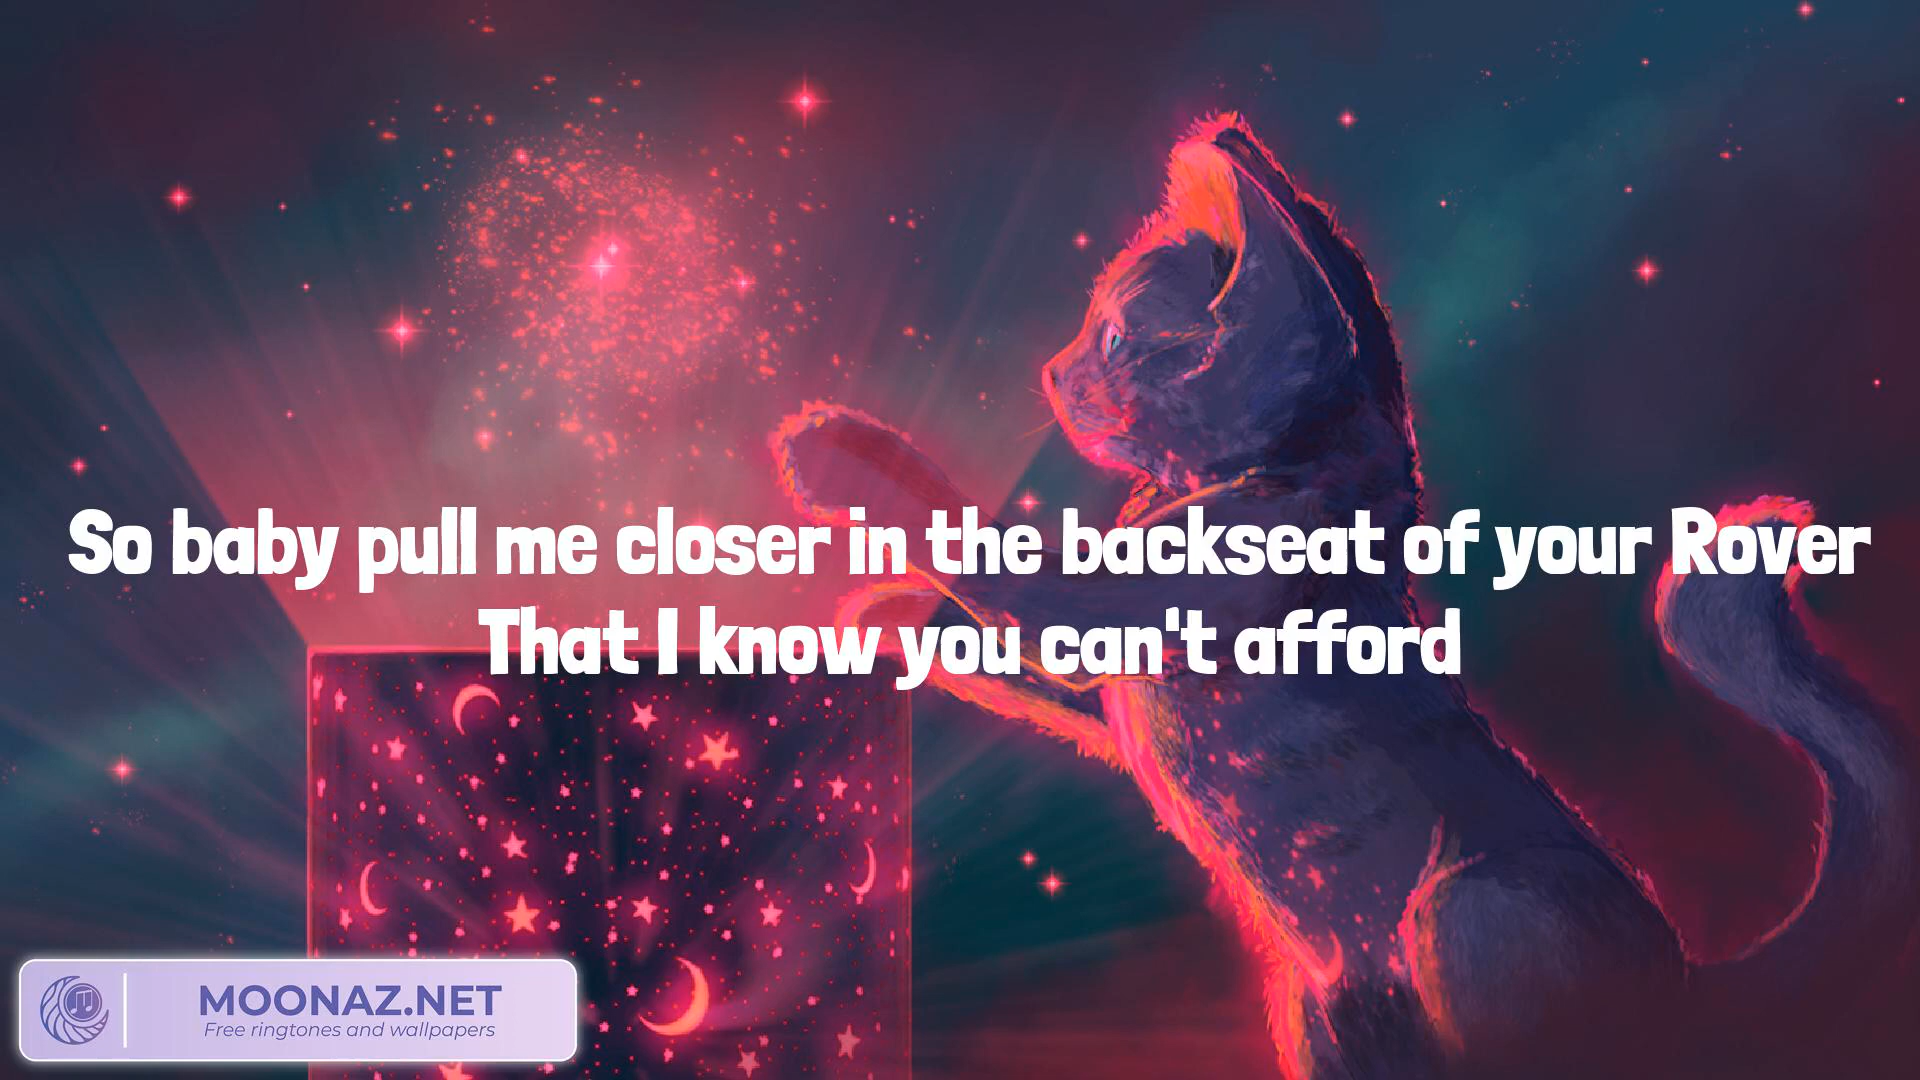 So baby pull me closer in the backseat of your Rover
That I know you can't afford
MOONAZ.NET
Free ringtones and wallpapers